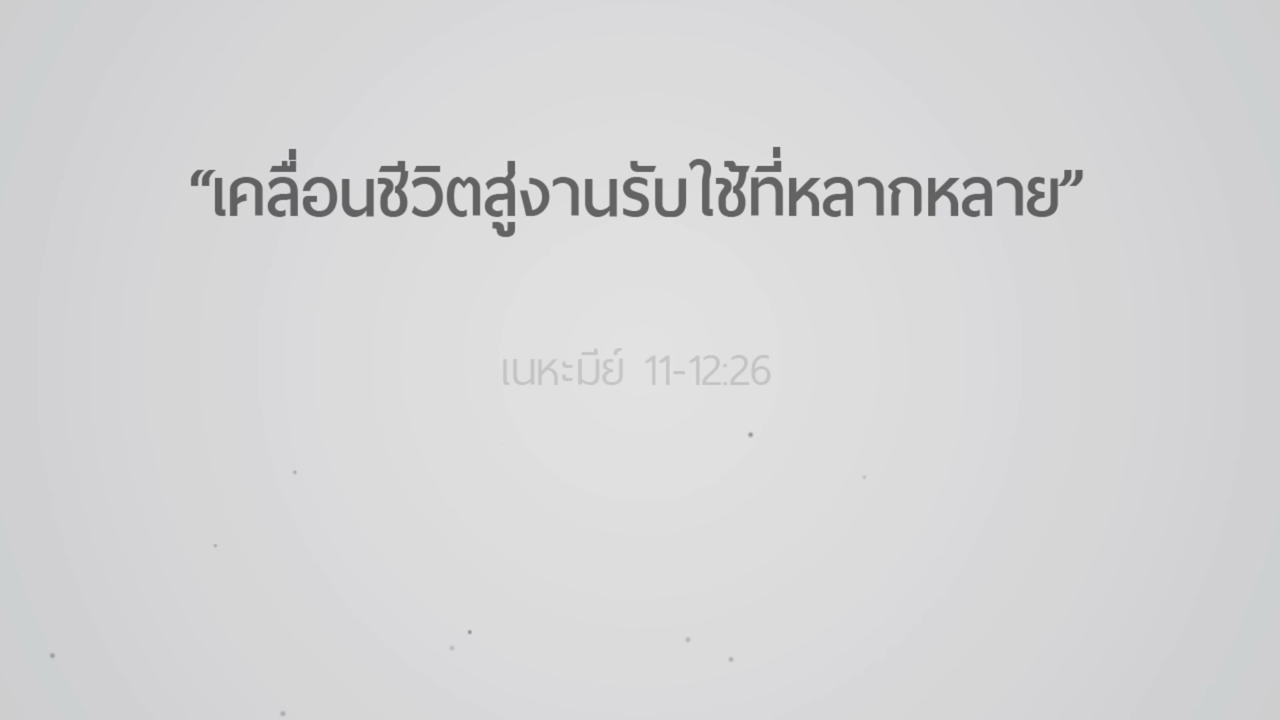 “เคลื่อนชีวิตสู่งานรับใช้ที่หลากหลาย”
เนหะมีย์ 11-12:26